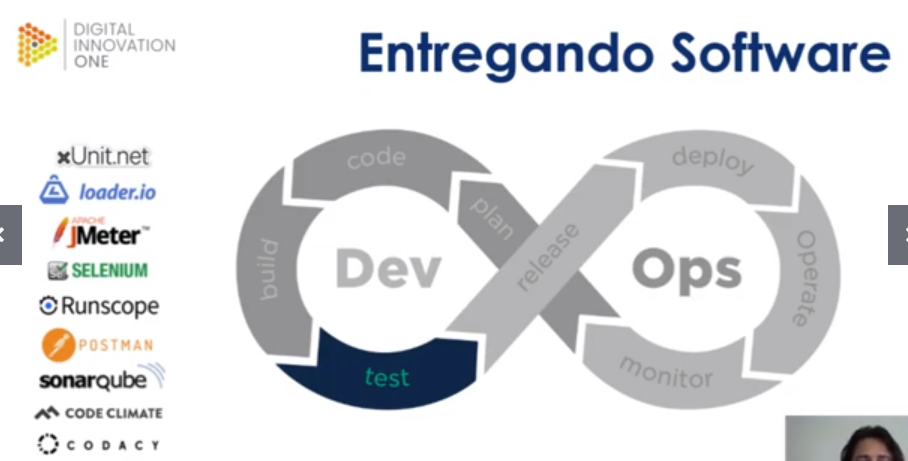 DIGITAL
INNOVATION
ONE
Entregando Software
xUnit.net
loader.io
APACHE
JMeter™
SELENIUM
Runscope
POSTMAN
sonarqube
CODE CLIMATE
CODACY
code
plan
build
test
Dev
release
deploy
Operate
monitor
Ops